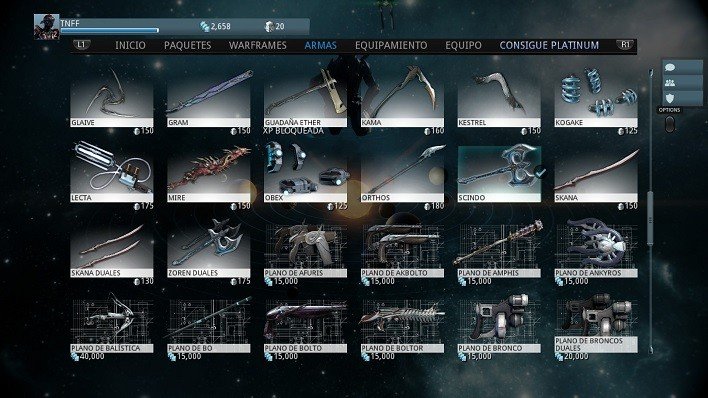 TNFF
2,658
20
L1
INICIO
PAQUETES
WARFRAMES
ARMAS
EQUIPAMIENTO
EQUIPO
CONSIGUE PLATINUM
R1
OPTIONS
GLAIVE
150
GRAM
150
GUADAÑA ETHER
XP BLOQUEADA
KAMA
160
KESTREL
150
KOGAKE
125
LECTA
175
MIRE
150
OBEX
125
ORTHOS
180
SCINDO
SKANA
150
SKANA DUALES
130
ZOREN DUALES
175
PLANO DE AFURIS
15,000
PLANO DE AKBOLTO
15,000
PLANO DE AMPHIS
15,000
PLANO DE ANKYROS
15,000
PLANO DE BALÍSTICA
40,000
PLANO DE BO
15,000
PLANO DE BOLTO
15,000
PLANO DE BOLTOR
15,000
PLANO DE BRONCO
15,000
PLANO DE BRONCOS
DUALES
20,000